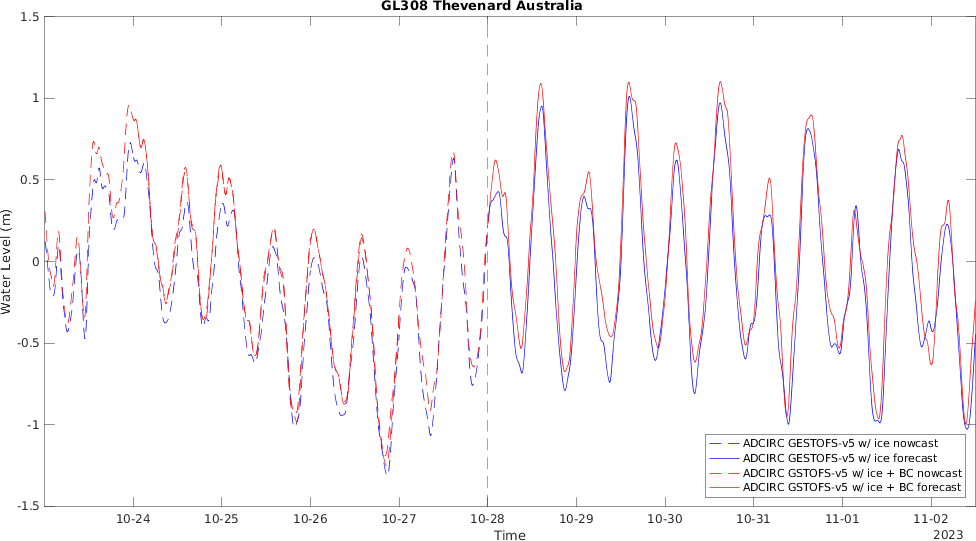 GL308 Thevenard Australia
1.5
1
0.5
0
-0.5
-1
-1.5
Water Level (m)
10-24
10-25
10-26
10-27
10-28
10-29
10-30
10-31
11-01
11-02
Time
2023
ADCIRC GESTOFS-v5 w/ ice nowcast
ADCIRC GESTOFS-v5 w/ ice forecast
ADCIRC GSTOFS-v5 w/ ice + BC nowcast
ADCIRC GSTOFS-v5 w/ ice + BC forecast